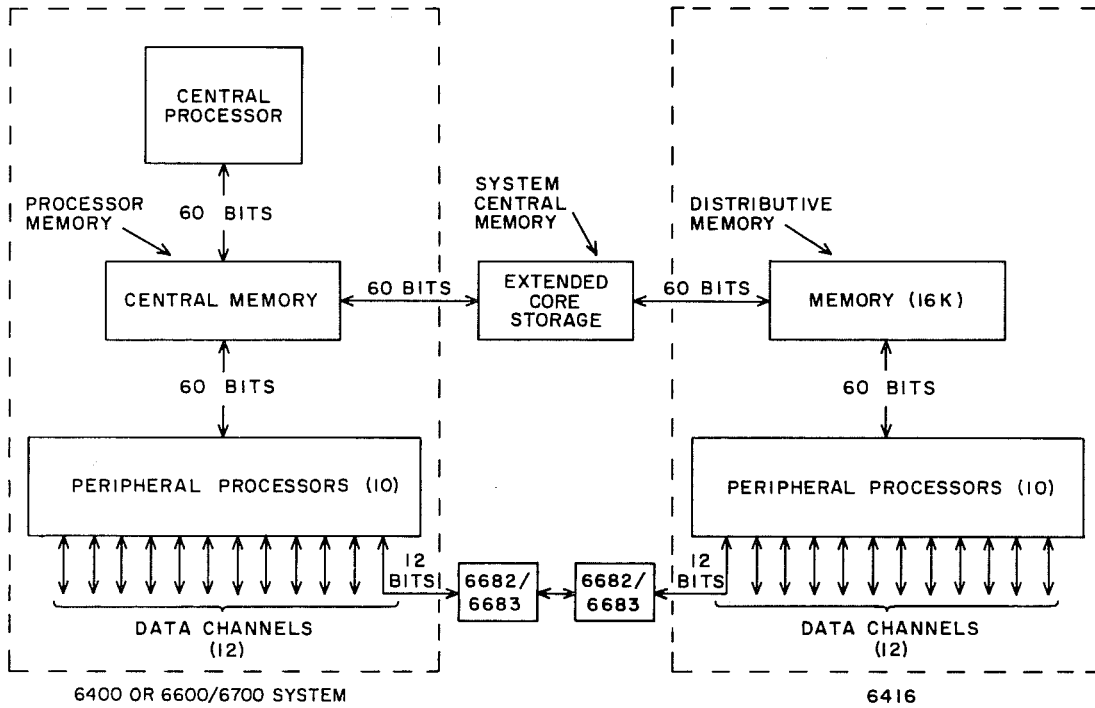 CENTRAL
PROCESSOR
60 BITS
PROCESSOR
MEMORY
SYSTEM
CENTRAL
MEMORY
DISTRIBUTIVE
MEMORY
CENTRAL MEMORY
60 BITS
EXTENDED
CORE
STORAGE
60 BITS
MEMORY (16K)
60 BITS
60 BITS
PERIPHERAL PROCESSORS (10)
PERIPHERAL PROCESSORS (10)
12
BITS
6682/
6683
6682/
6683
12
BITS
DATA CHANNELS
(12)
DATA CHANNELS
(12)
6400 OR 6600/6700 SYSTEM
6416